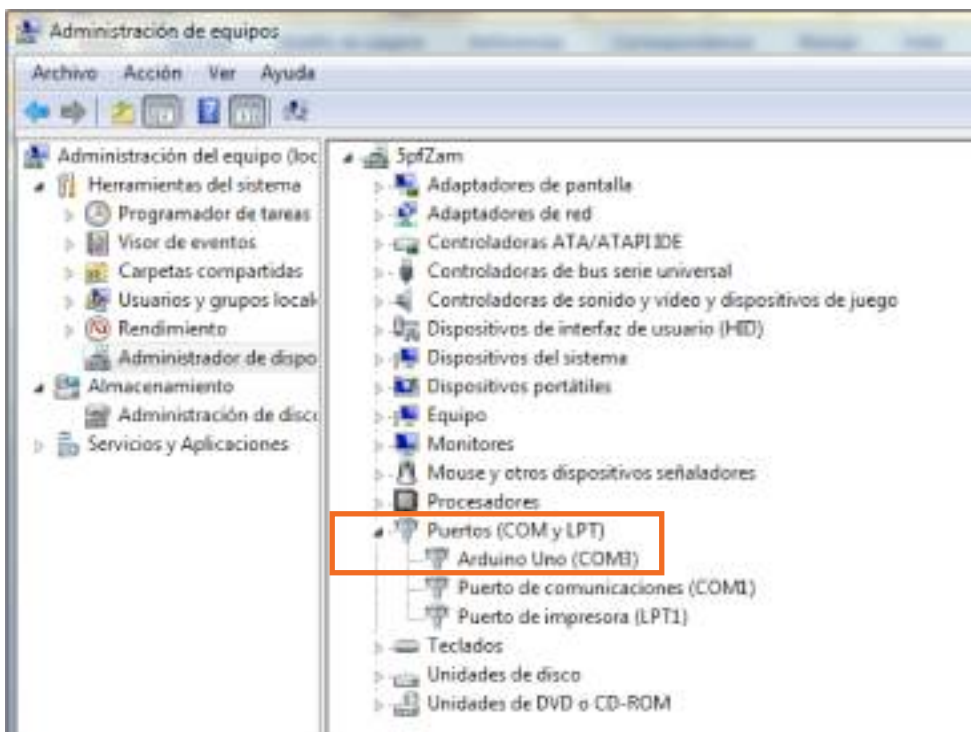 Administración de equipos
Archivo Acción Ver Ayuda
Administración del equipo (loc
Herramientas del sistema
Programador de tareas
Visor de eventos
Carpetas compartidas
Usuarios y grupos local
Rendimiento
Administrador de dispo
Almacenamiento
Administración de disco
Servicios y Aplicaciones
5pfZam
Adaptadores de pantalla
Adaptadores de red
Controladoras ATA/ATAPI IDE
Controladoras de bus serie universal
Controladoras de sonido y video y dispositivos de juego
Dispositivos de interfaz de usuario (HID)
Dispositivos del sistema
Dispositivos portátiles
Equipo
Monitores
Mouse y otros dispositivos señaladores
Procesadores
Puertos (COM y LPT)
Arduino Uno (COM3)
Puerto de comunicaciones (COM1)
Puerto de impresora (LPT1)
Teclados
Unidades de disco
Unidades de DVD o CD-ROM